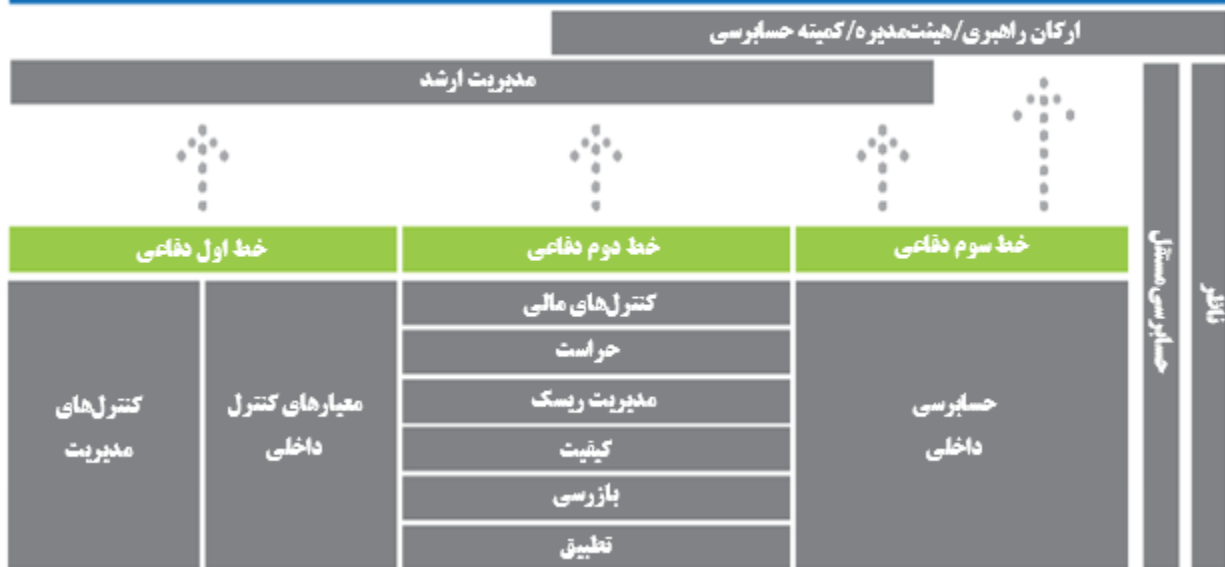 ارکان راهبری/هیئت‌مدیره/کمیته حسابرسی
مدیریت ارشد
خط اول دفاعی
خط دوم دفاعی
خط سوم دفاعی
کنترل‌های
مدیریت
معیارهای کنترل
داخلی
کنترل‌های مالی
حراست
مدیریت ریسک
کیفیت
بازرسی
تطبیق
حسابرسی
داخلی
حسابرسی مستقل
ناظر